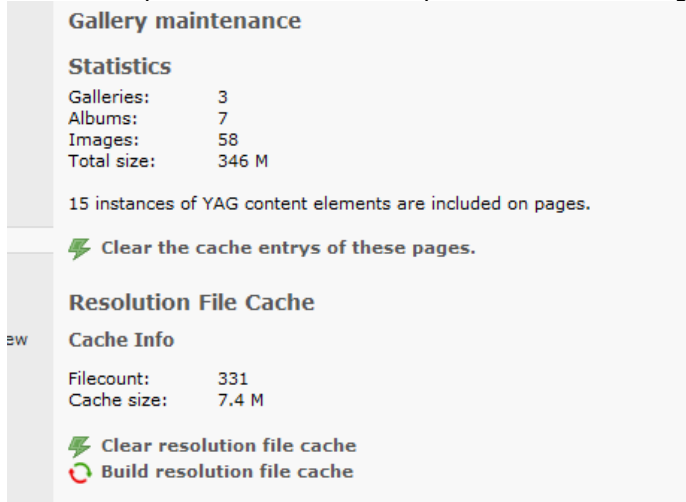 Gallery maintenance
Statistics
Galleries: 3
Albums: 7
Images: 58
Total size: 346 M
15 instances of YAG content elements are included on pages.
Clear the cache entrys of these pages.
Resolution File Cache
ew Cache Info
Filecount: 331
Cache size: 7.4 M
Clear resolution file cache
Build resolution file cache